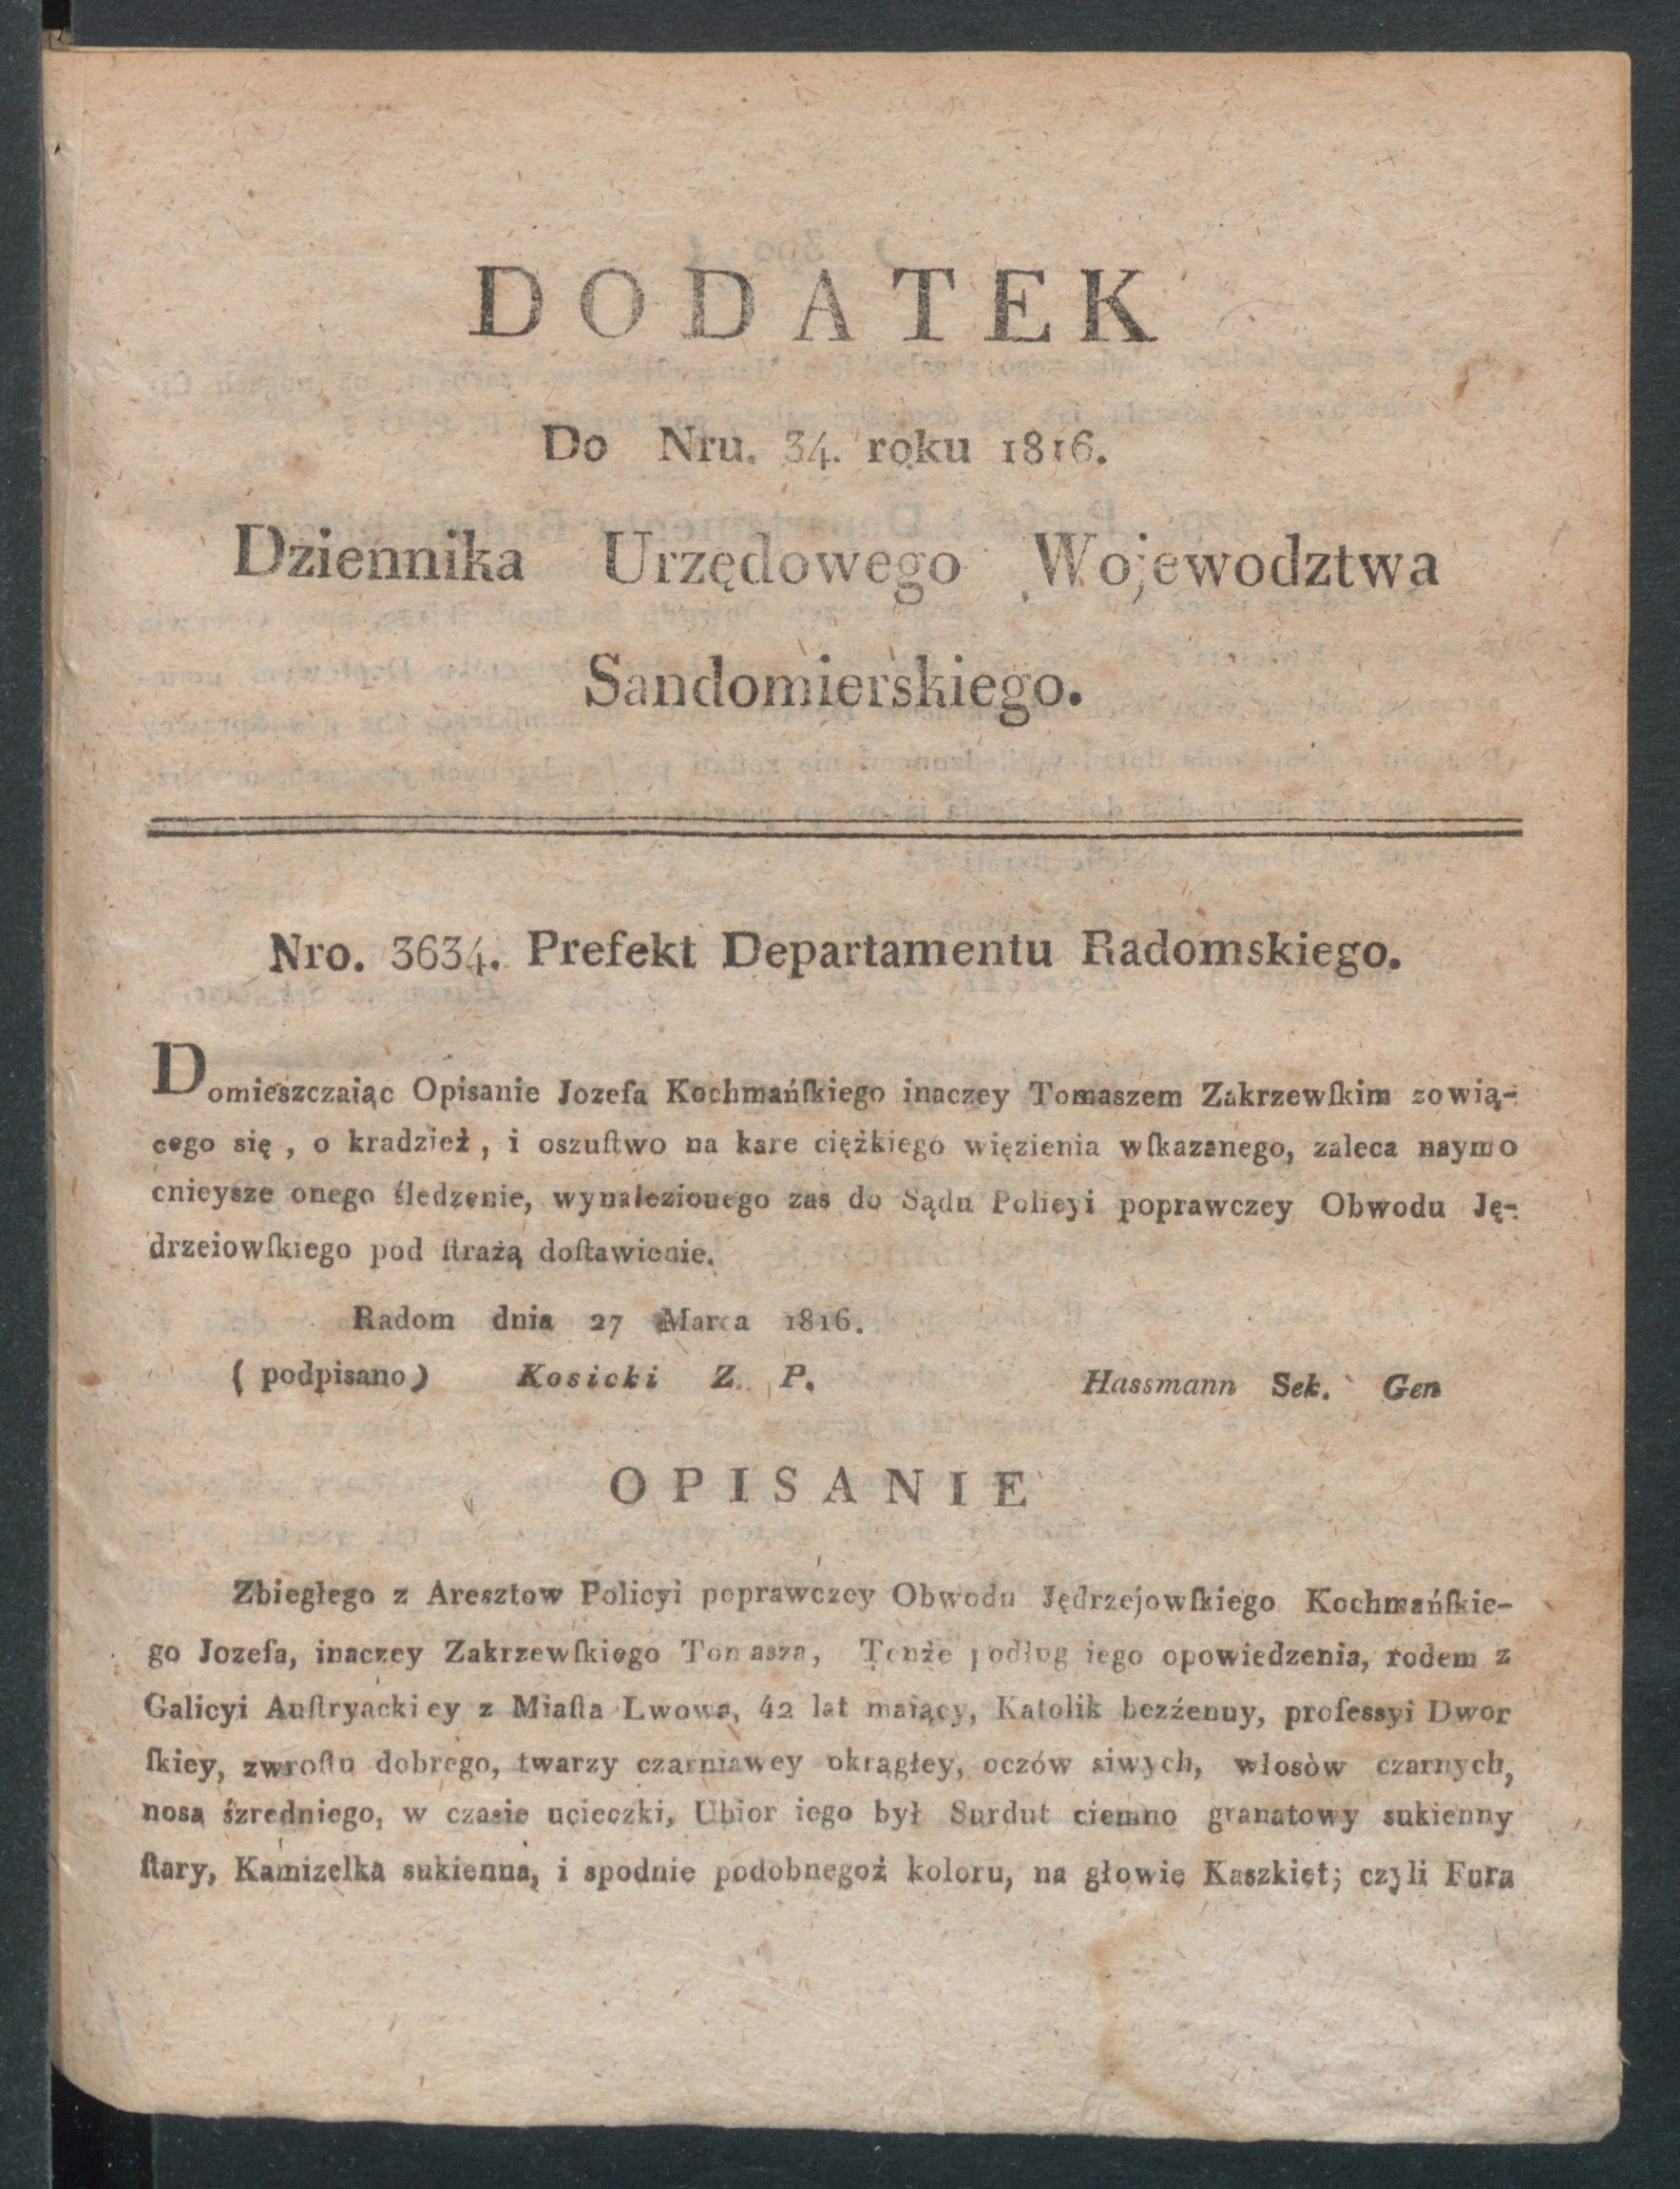 DODATEK
Do Nru. 34. roku 1816.
Dziennika Urzędowego Wojewodztwa
Sandomierskiego.
Nro. 3634. Prefekt Departamentu Radomskiego.
Domieszczaiąc Opisanie Jozefa Kochmańſkiego inaczey Tomaszem Zakrzewſkim zowią-
cego się, o kradzież, i oszuſtwo na kare ciężkiego więzienia wſkazanego, zaleca naymo
cnieysze onego śledzenie, wynalezionego zas do Sądu Policyi poprawczey Obwodu Ję-
drzeiowſkiego pod ſtrażą doſtawienie.
Radom dnia 27 Marca 1816.
(podpisano) Kosicki Z. P. Hassmann Sek. Gen
OPISANIE
Zbiegłego z Aresztow Policyi poprawczey Obwodu Jędrzejowſkiego Kochmańſkie-
go Jozefa, inaczey Zakrzewſkiego Tomasza, Tenże podług iego opowiedzenia, rodem z
Galicyi Auſtryackiey z Miaſta Lwowa, 42 lat maiący, Katolik bezźenny, professyi Dwor
ſkiey, zwroſtu dobrego, twarzy czarniawey okrągłey, oczów siwych, włosòw czarnych,
nosa śzredniego, w czasie ucieczki, Ubior iego był Surdut ciemno granatowy sukienny
ſtary, Kamizelka sukienna, i spodnie podobnegoż koloru, na głowie Kaszkiet; czyli Fura